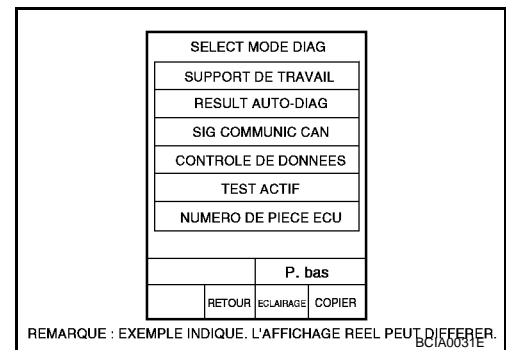 SELECT MODE DIAG
SUPPORT DE TRAVAIL
RESULT AUTO-DIAG
SIG COMMUNIC CAN
CONTROLE DE DONNEES
TEST ACTIF
NUMERO DE PIECE ECU
P. bas
RETOUR ECLAIRAGE COPIER
REMARQUE : EXEMPLE INDIQUE. L'AFFICHAGE REEL PEUT DIFFERER.
BCIA0031E